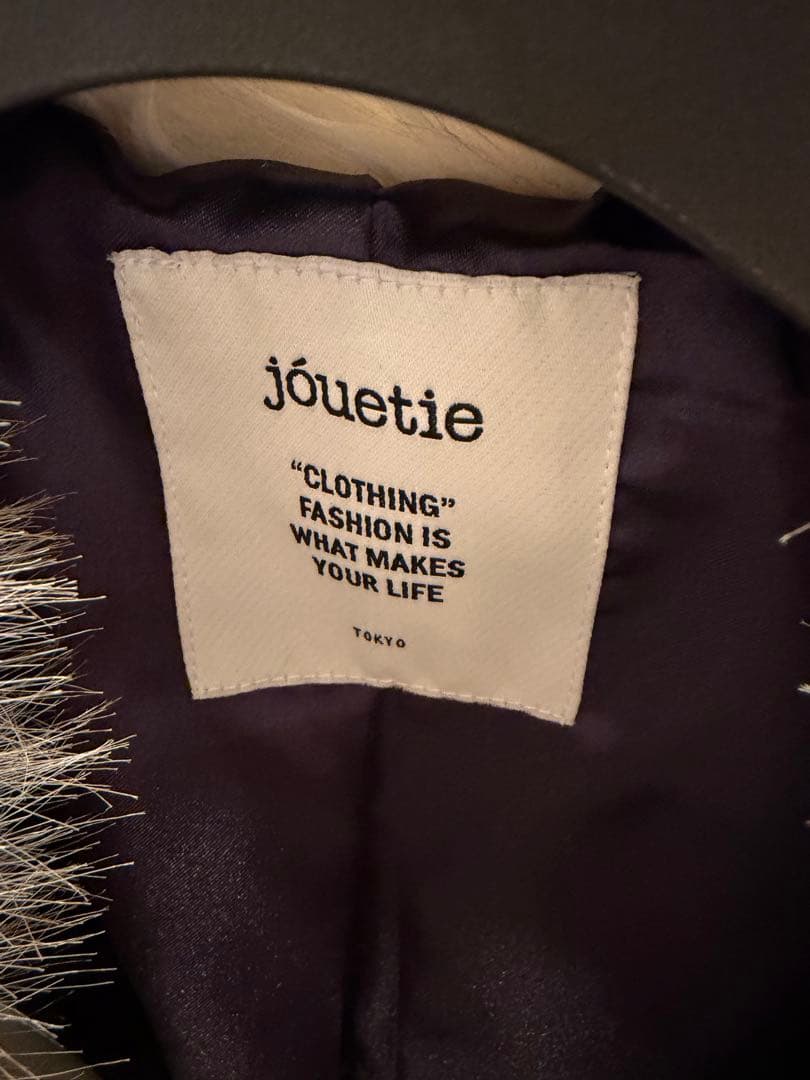 jóuetie
“CLOTHING”
FASHION IS
WHAT MAKES
YOUR LIFE
TOKYO